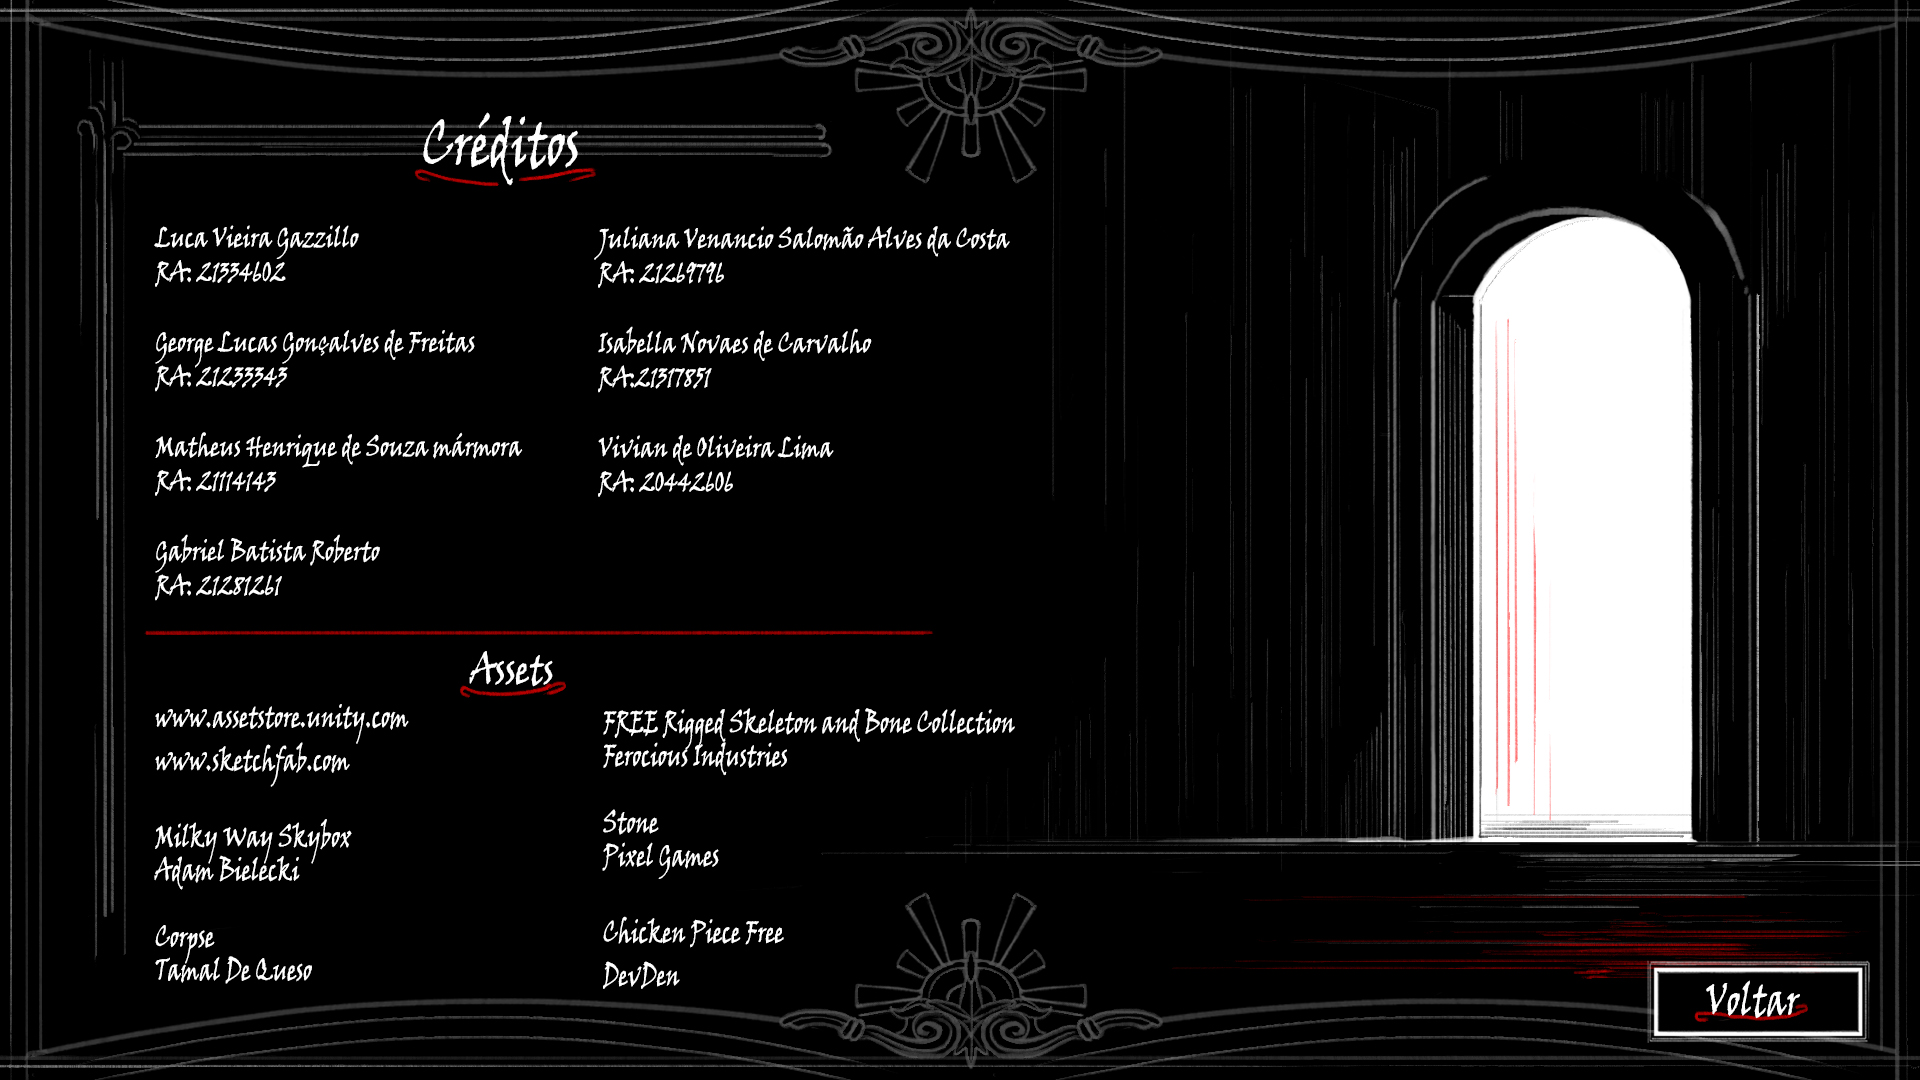 Créditos
Luca Vieira Gazzillo
RA: 21334602
George Lucas Gonçalves de Freitas
RA: 21233343
Matheus Henrique de Souza mármora
RA: 21114143
Gabriel Batista Roberto
RA: 21281261
Juliana Venancio Salomão Alves da Costa
RA: 21269796
Isabella Novaes de Carvalho
RA:21317851
Vivian de Oliveira Lima
RA: 20442606
Assets
www.assetstore.unity.com
www.sketchfab.com
Milky Way Skybox
Adam Bielecki
Corpse
Tamal De Queso
FREE Rigged Skeleton and Bone Collection
Ferocious Industries
Stone
Pixel Games
Chicken Piece Free
DevDen
Voltar